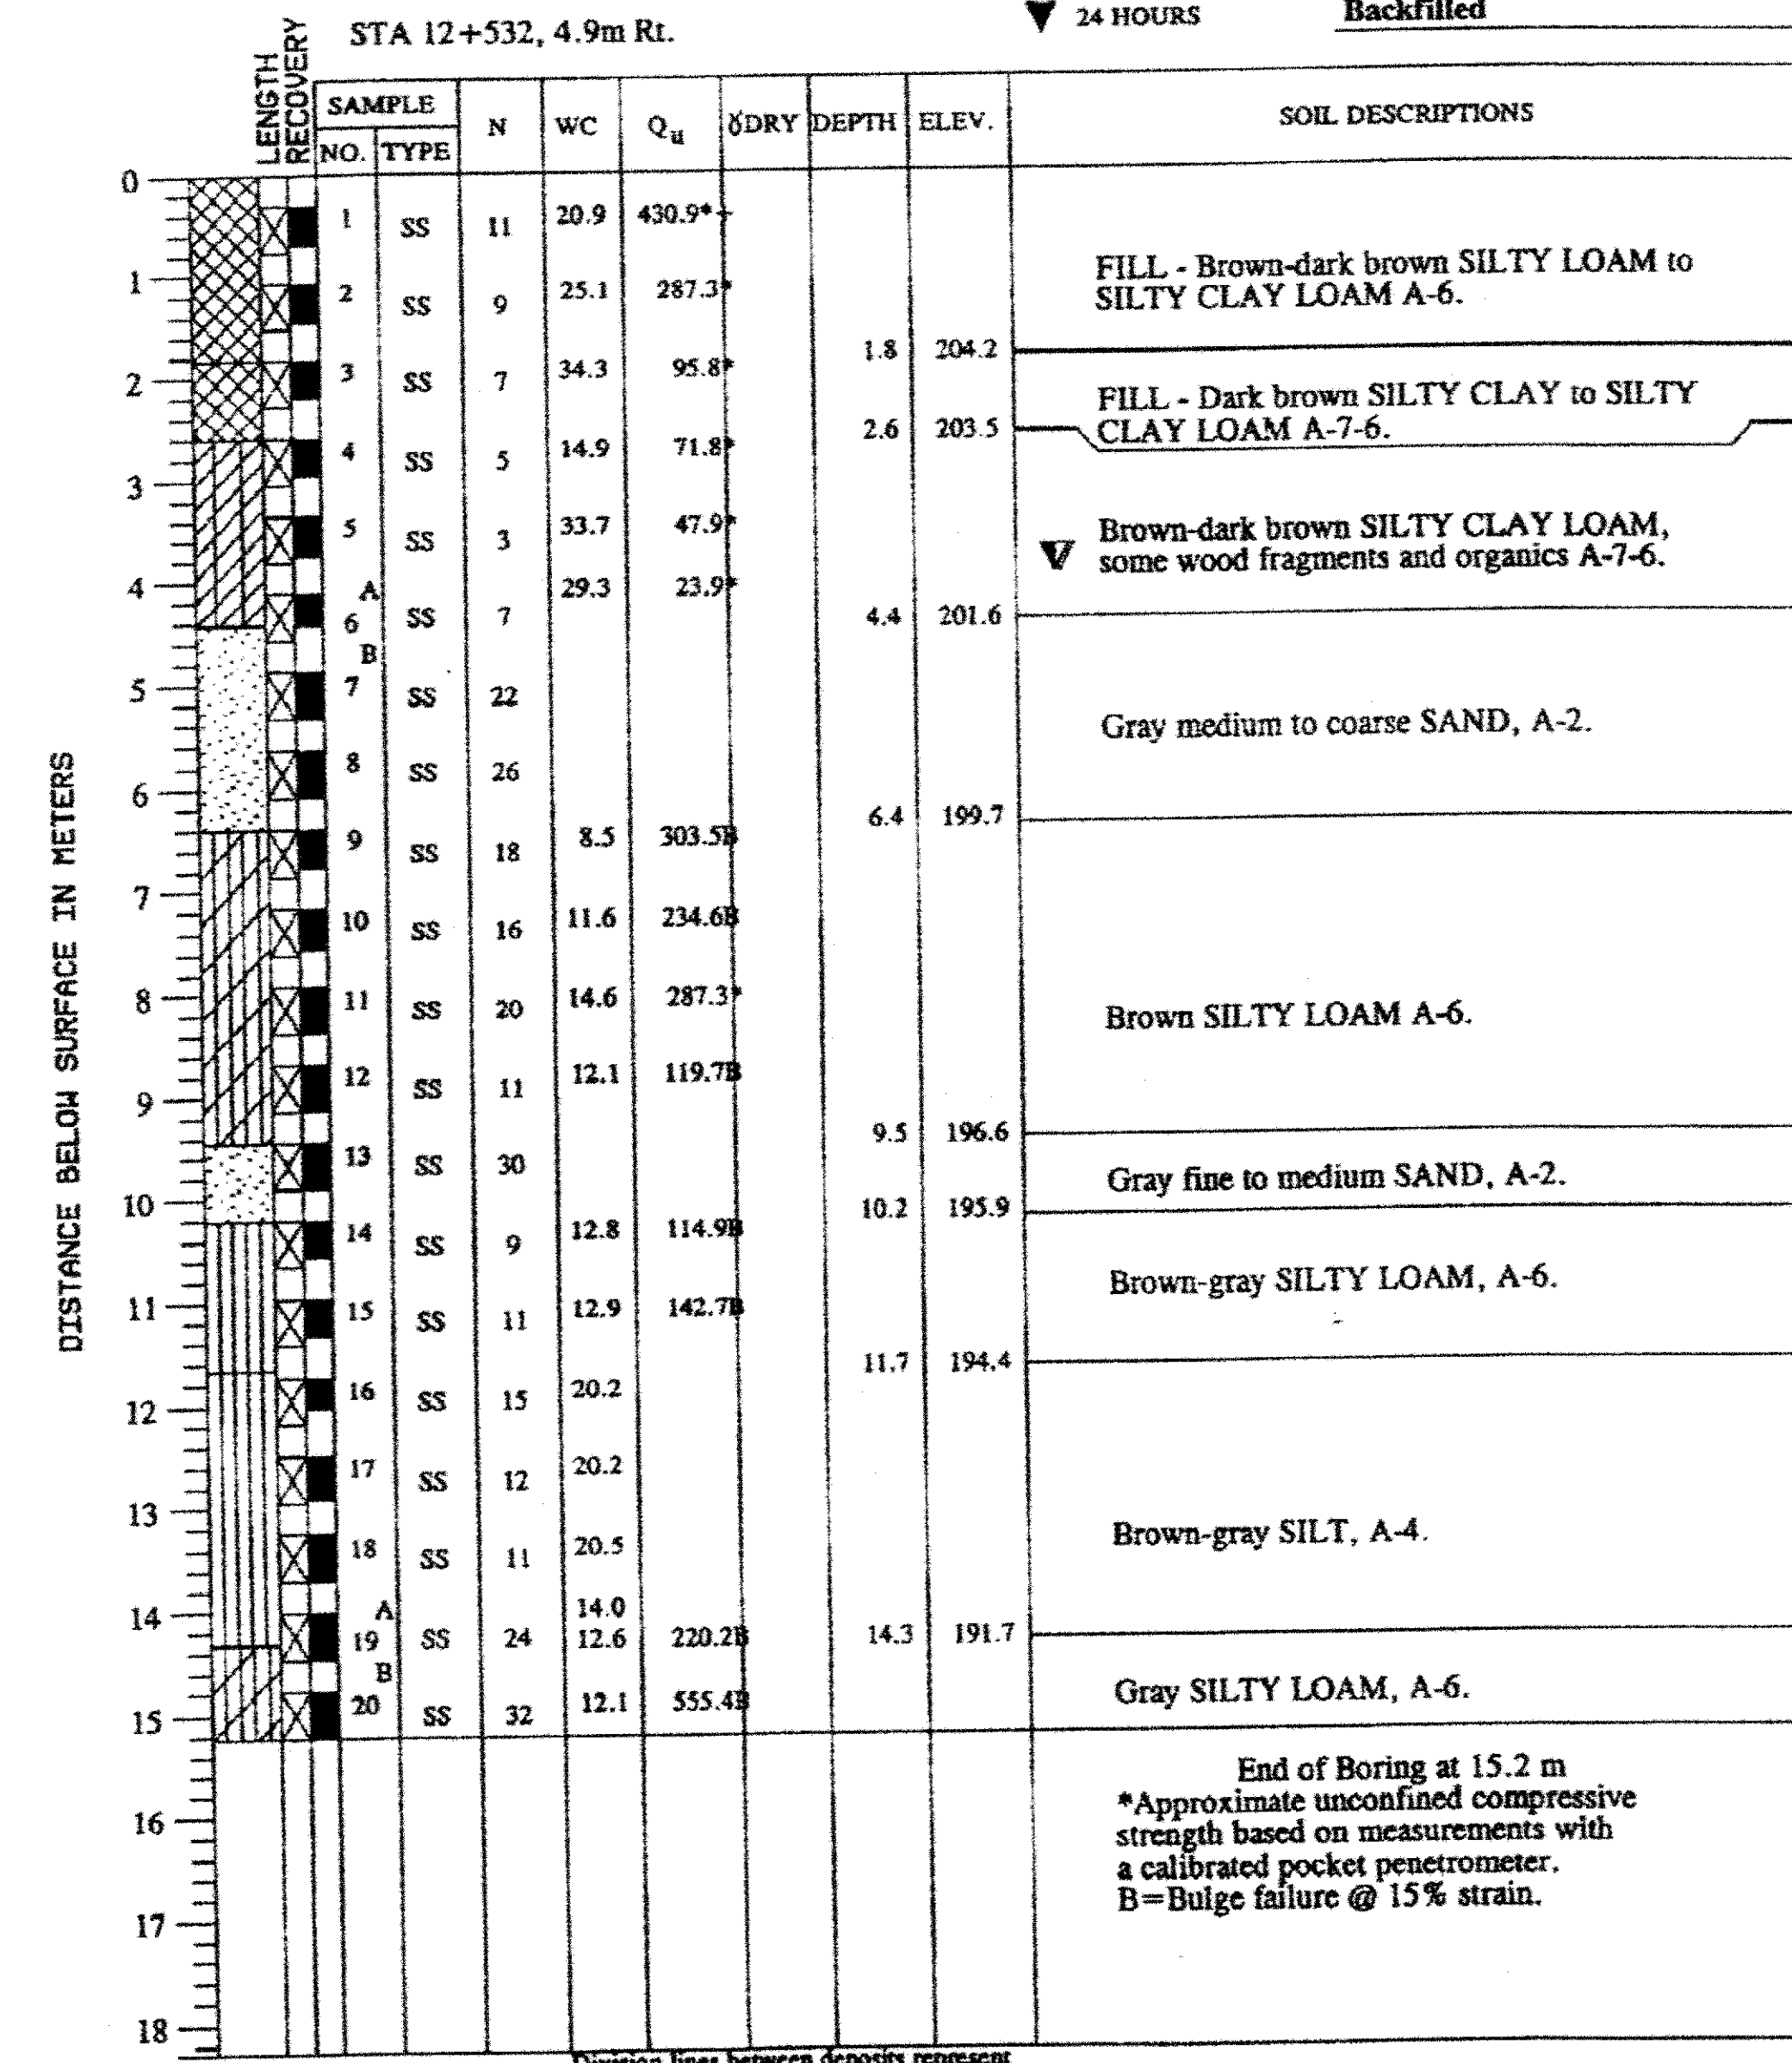 STA 12+532, 4.9m Rt.
24 HOURS Backfilled
LENGTH
RECOVERY
SAMPLE N WC Qu γDRY DEPTH ELEV. SOIL DESCRIPTIONS
NO. TYPE
DISTANCE BELOW SURFACE IN METERS
0
1 SS 11 20.9 430.9*+
FILL - Brown-dark brown SILTY LOAM to
SILTY CLAY LOAM A-6.
1
2 SS 9 25.1 287.3*
1.8 204.2
2
3 SS 7 34.3 95.8*
FILL - Dark brown SILTY CLAY to SILTY
CLAY LOAM A-7-6.
2.6 203.5
4 SS 5 14.9 71.8*
3
5 SS 3 33.7 47.9*
Brown-dark brown SILTY CLAY LOAM,
some wood fragments and organics A-7-6.
4
A 29.3 23.9*
6 SS 7
4.4 201.6
B
5
7 SS 22
Gray medium to coarse SAND, A-2.
8 SS 26
6
6.4 199.7
9 SS 18 8.5 303.5B
7
10 SS 16 11.6 234.6B
8
11 SS 20 14.6 287.3*
Brown SILTY LOAM A-6.
12 SS 11 12.1 119.7B
9
9.5 196.6
13 SS 30
Gray fine to medium SAND, A-2.
10
10.2 195.9
14 SS 9 12.8 114.9B
Brown-gray SILTY LOAM, A-6.
11
15 SS 11 12.9 142.7B
11.7 194.4
16 SS 15 20.2
12
17 SS 12 20.2
13
Brown-gray SILT, A-4.
18 SS 11 20.5
14
A 14.0
19 SS 24 12.6 220.2B
14.3 191.7
B
Gray SILTY LOAM, A-6.
20 SS 32 12.1 555.4B
15
End of Boring at 15.2 m
*Approximate unconfined compressive
strength based on measurements with
a calibrated pocket penetrometer.
B=Bulge failure @ 15% strain.
16
17
18
Division lines between deposits represent